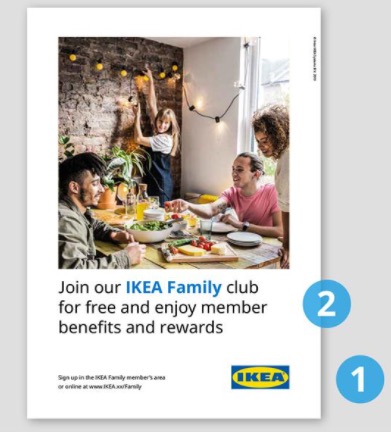 Join our IKEA Family club
for free and enjoy member
benefits and rewards
2
Sign up in the IKEA Family member's area
or online at www.IKEA.xx/Family
IKEA
1